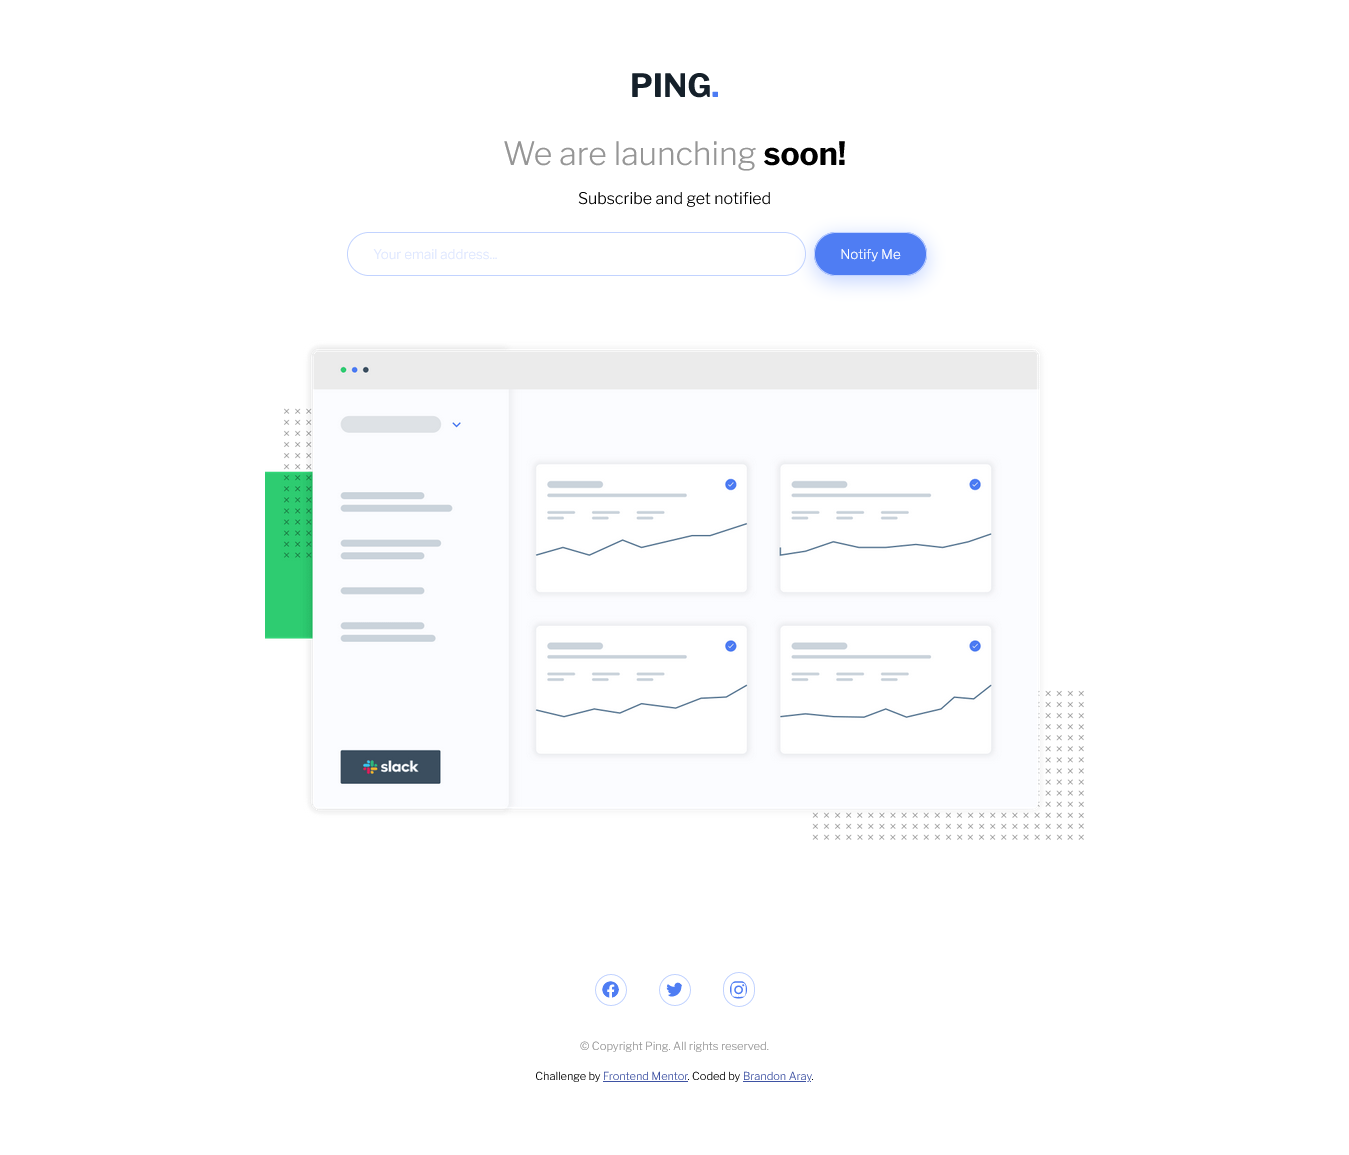 PING.
We are launching soon!
Subscribe and get notified
Your email address...
Notify Me
slack
© Copyright Ping. All rights reserved.
Challenge by Frontend Mentor. Coded by Brandon Aray.